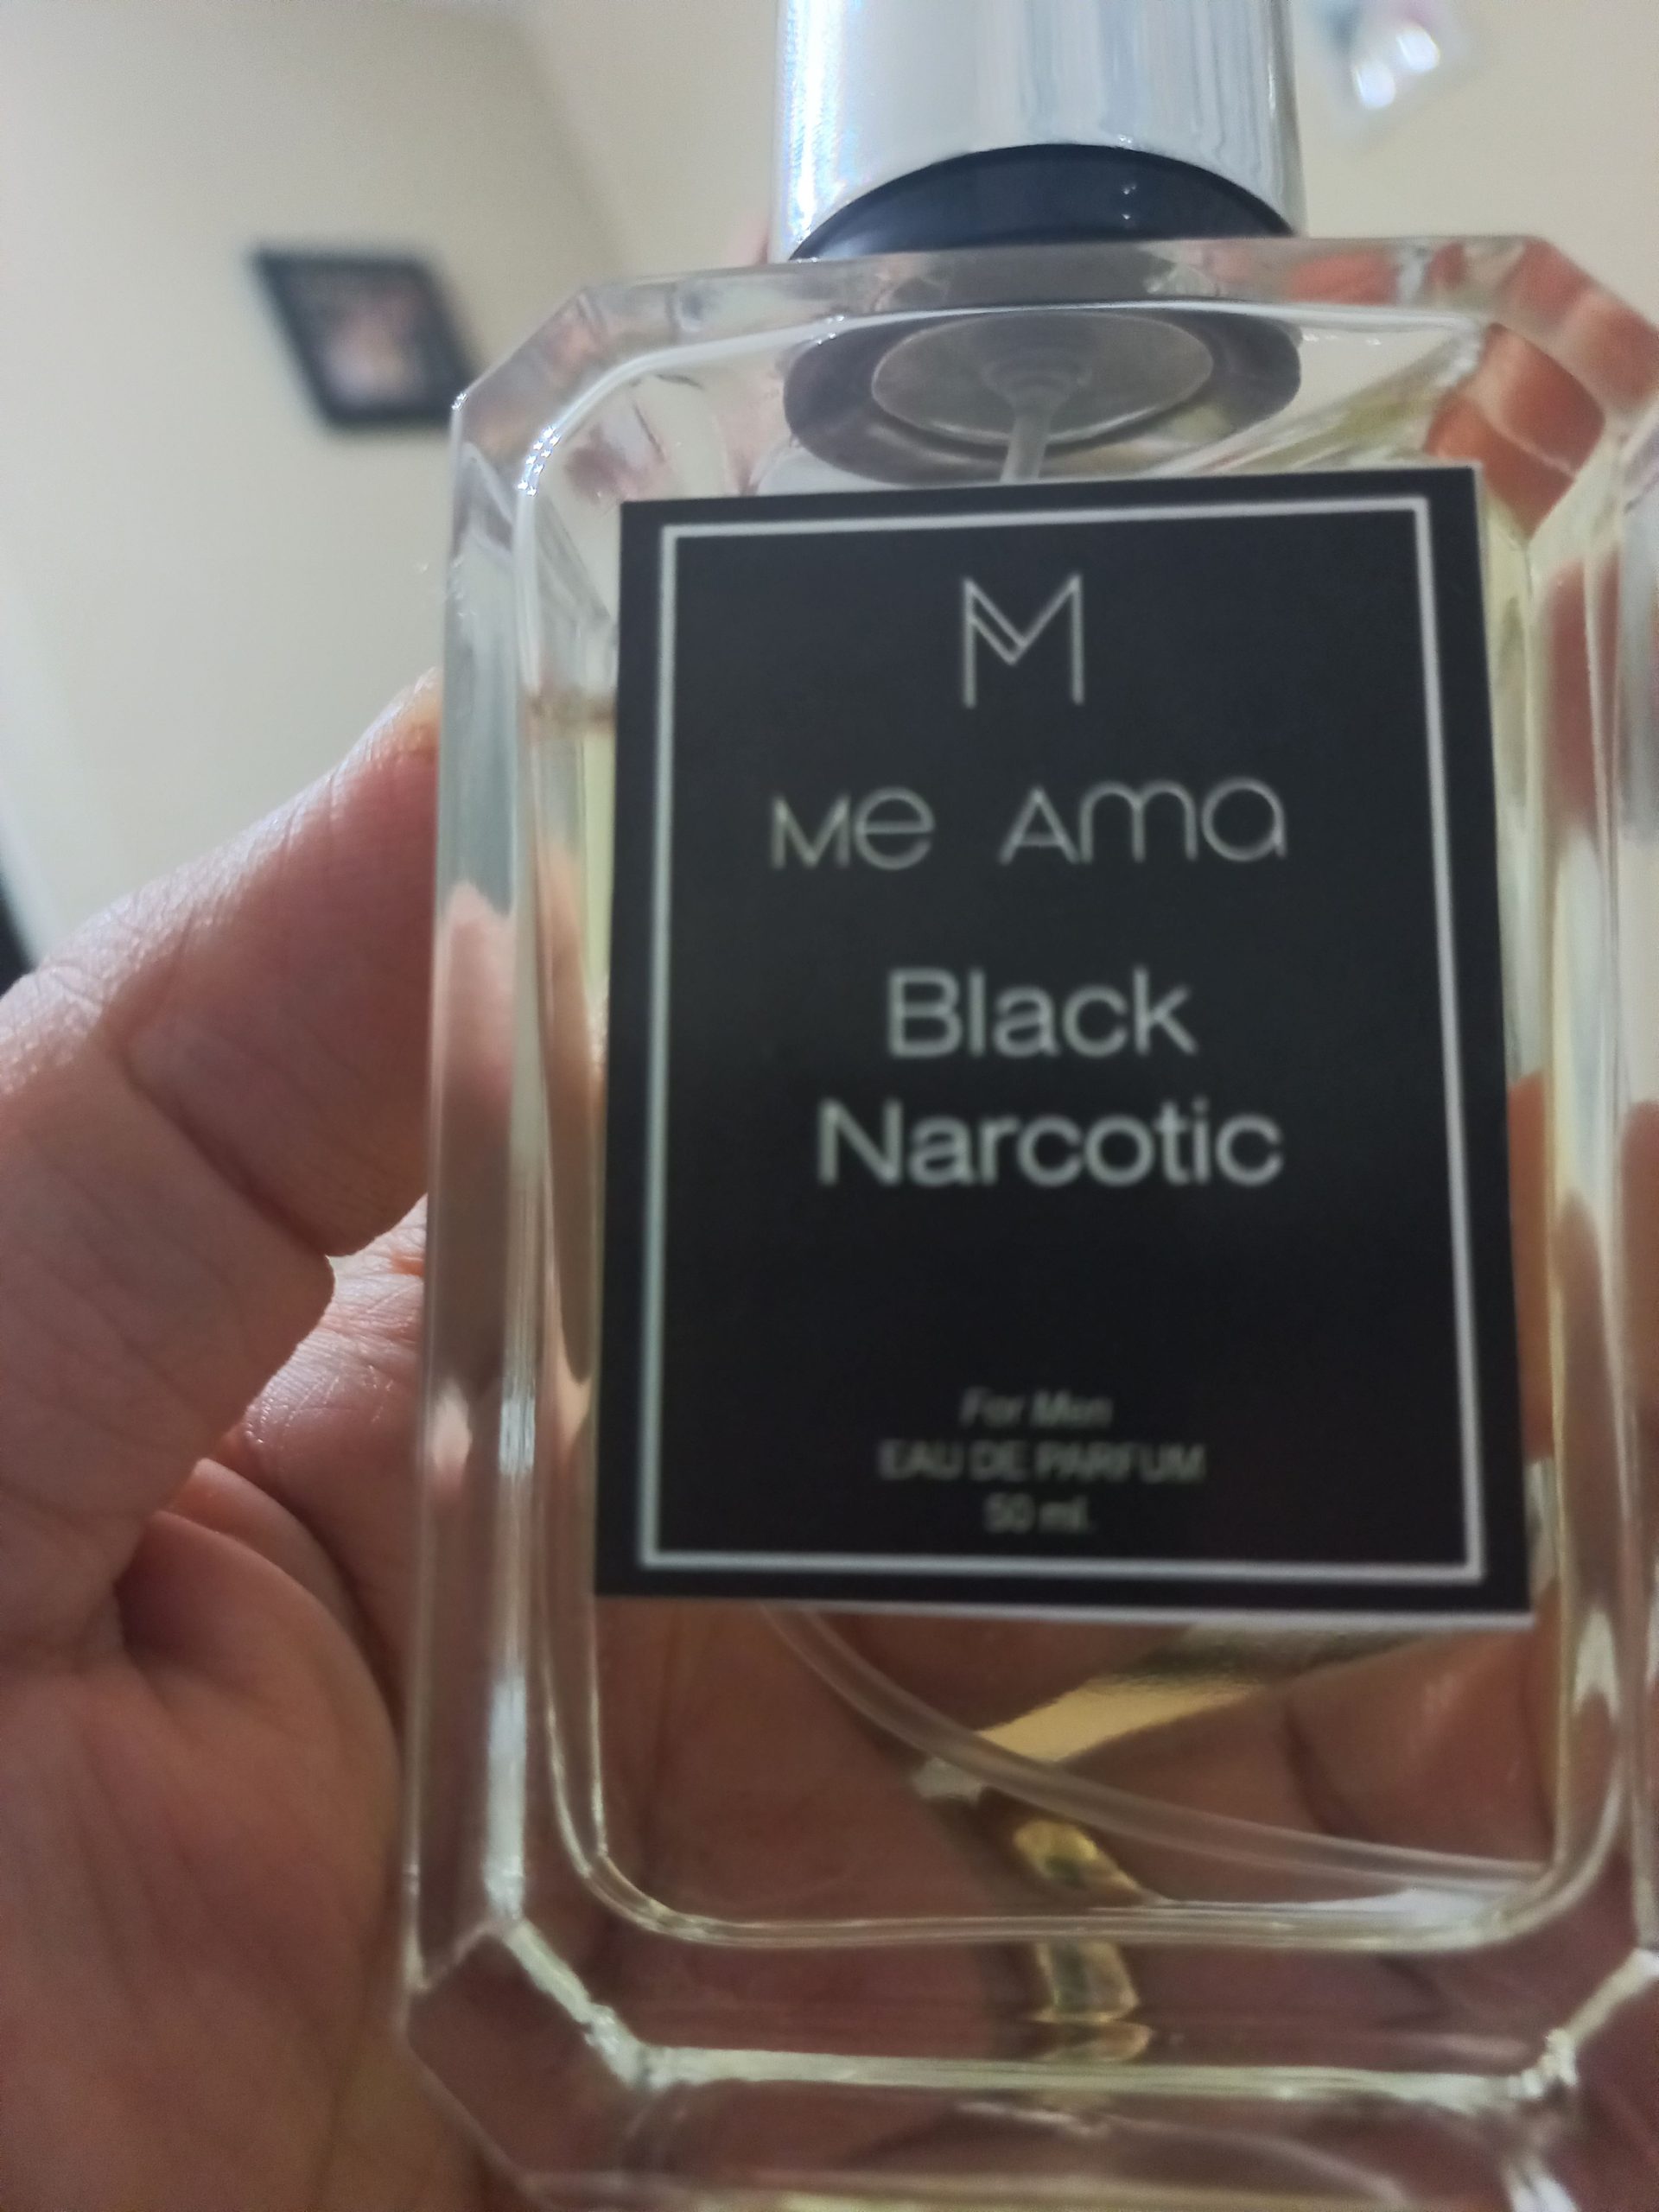 M
Me Ama
Black
Narcotic
For Men
EAU DE PARFUM
50 ml.